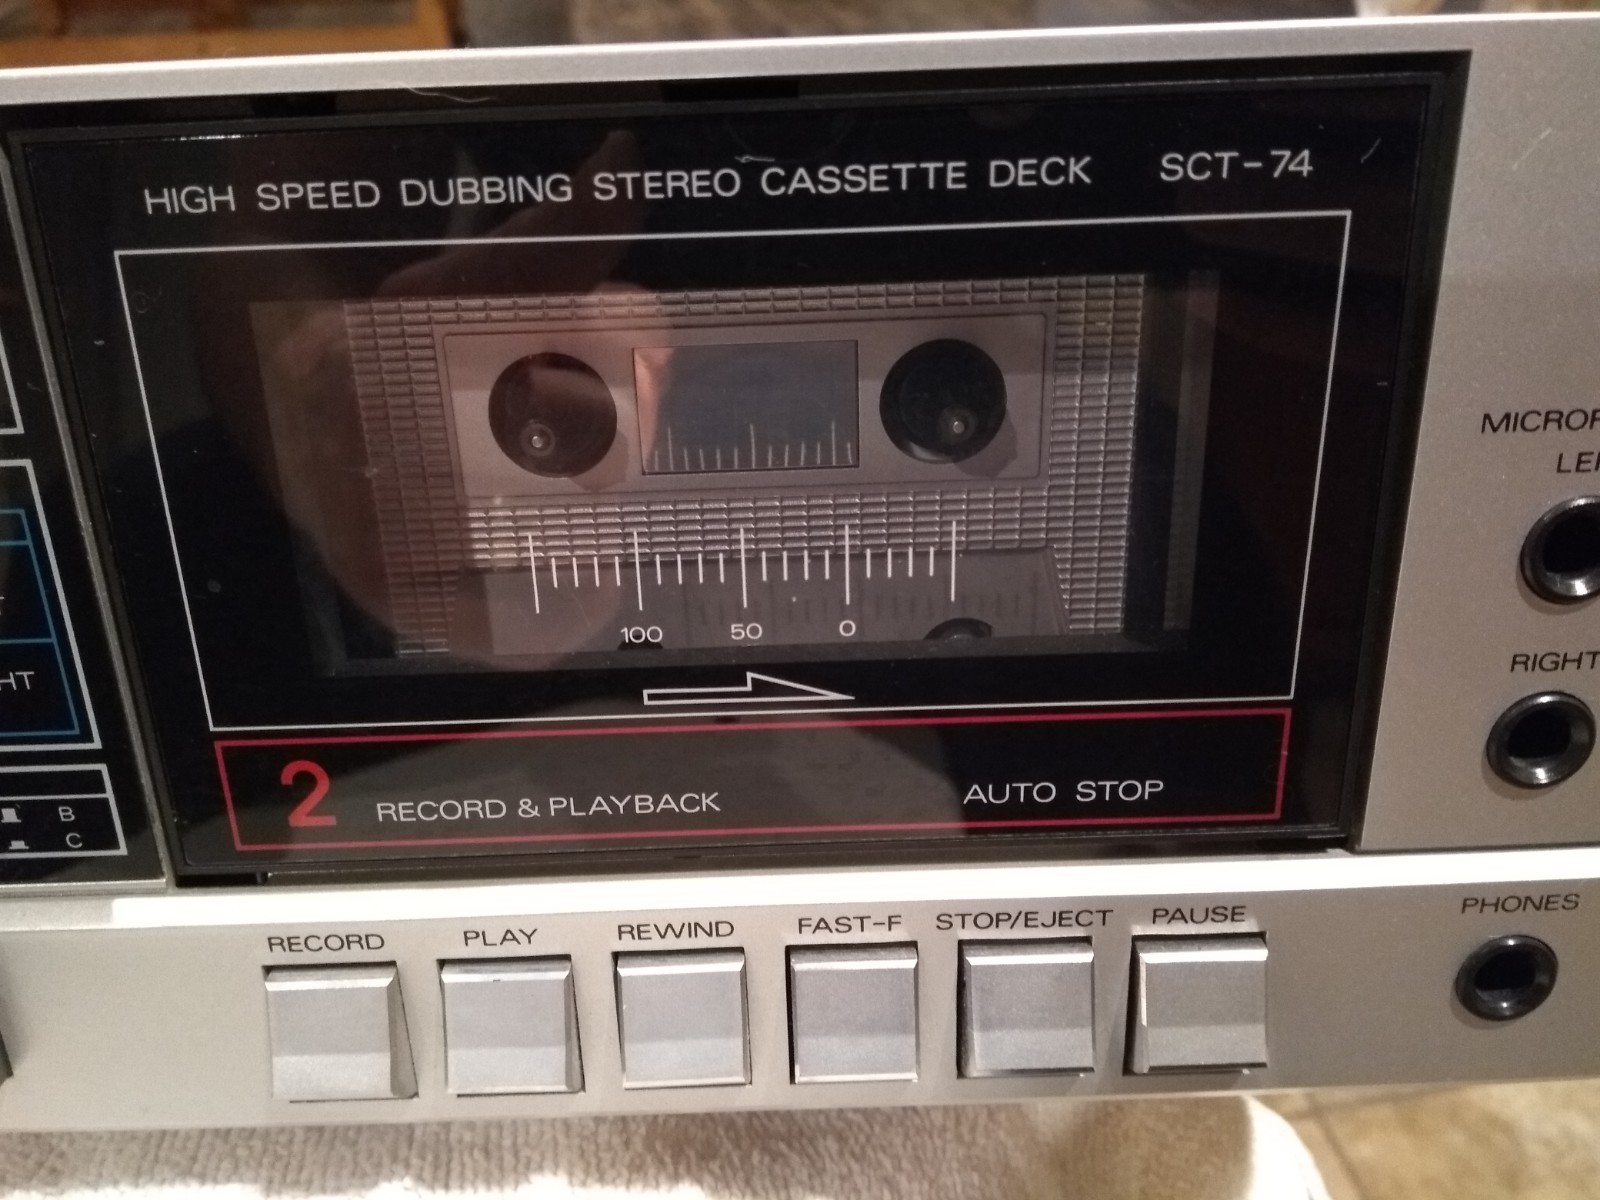 HIGH SPEED DUBBING STEREO CASSETTE DECK SCT-74
100 50 0
2 RECORD & PLAYBACK AUTO STOP
B
C
RIGHT
RECORD PLAY REWIND FAST-F STOP/EJECT PAUSE
PHONES